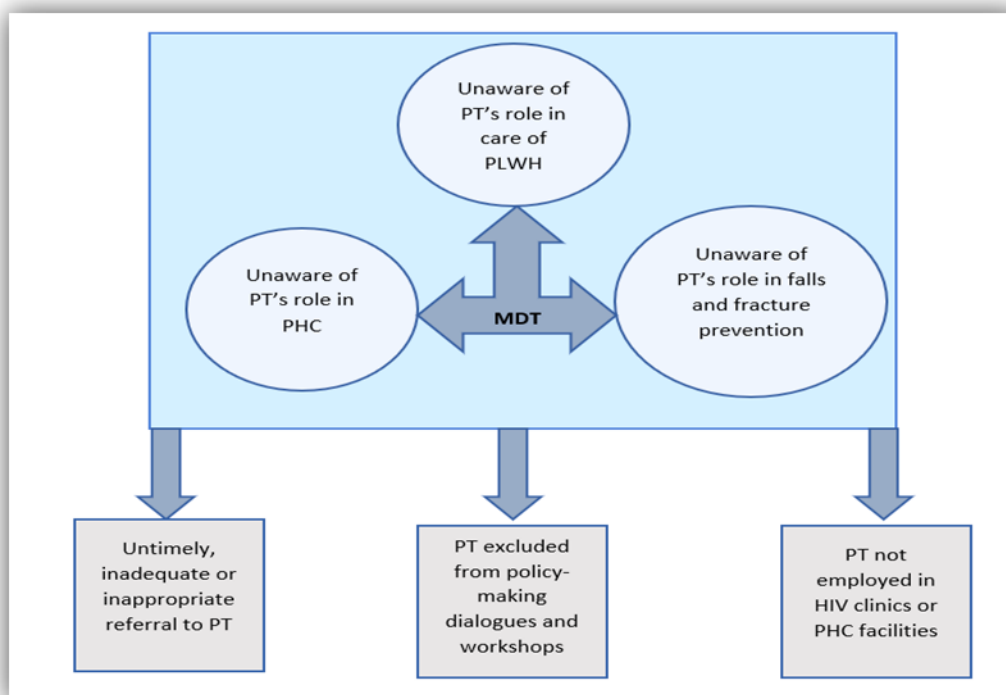 Unaware of
PT's role in
care of
PLWH
Unaware of
PT's role in
PHC
MDT
Unaware of
PT's role in falls
and fracture
prevention
Untimely,
inadequate or
inappropriate
referral to PT
PT excluded
from policy-
making
dialogues and
workshops
PT not
employed in
HIV clinics or
PHC facilities